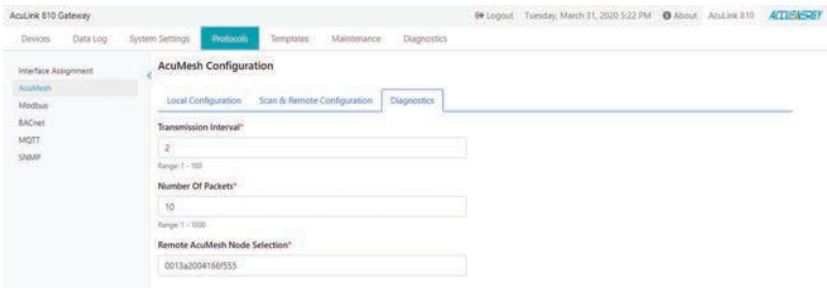 AcuLink 810 Gateway
Logout Tuesday, March 31, 2020 5:22 PM About AcuLink 810 ACCUENERGY
Devices Data Log System Settings Protocols Templates Maintenance Diagnostics
Interface Assignment
AcuMesh
Modbus
BACnet
MQTT
SNMP
AcuMesh Configuration
Local Configuration Scan & Remote Configuration Diagnostics
Transmission Interval*
2
Range: 1 - 100
Number Of Packets*
10
Range: 1 - 1000
Remote AcuMesh Node Selection*
0013a2004166f555